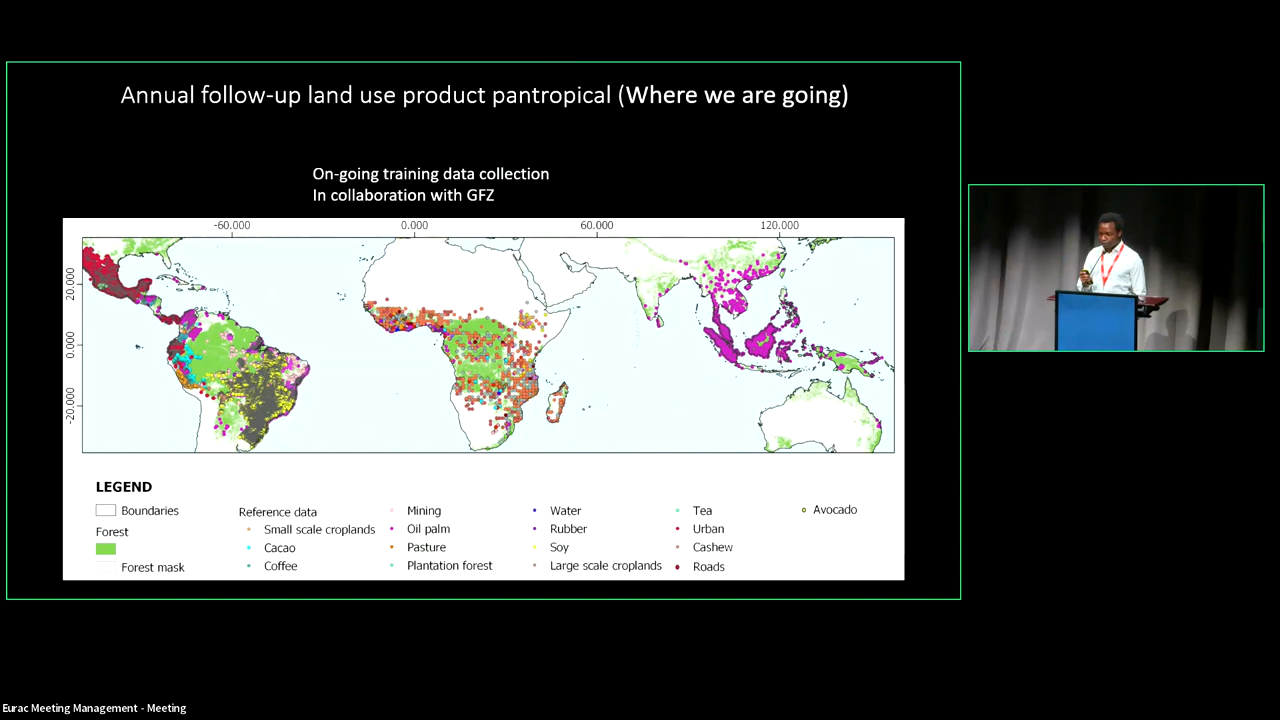 Annual follow-up land use product pantropical (Where we are going)
On-going training data collection
In collaboration with GFZ
-60.000 0.000 60.000 120.000
20.000
0.000
-20.000
LEGEND
Boundaries
Forest
Forest mask
Reference data
Small scale croplands
Cacao
Coffee
Mining
Oil palm
Pasture
Plantation forest
Water
Rubber
Soy
Large scale croplands
Tea
Urban
Cashew
Roads
Avocado
Eurac Meeting Management - Meeting